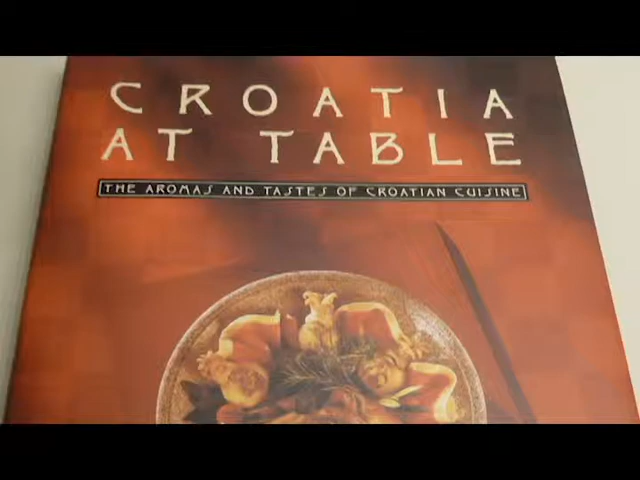 CROATIA
AT TABLE
THE AROMAS AND TASTES OF CROATIAN CUISINE